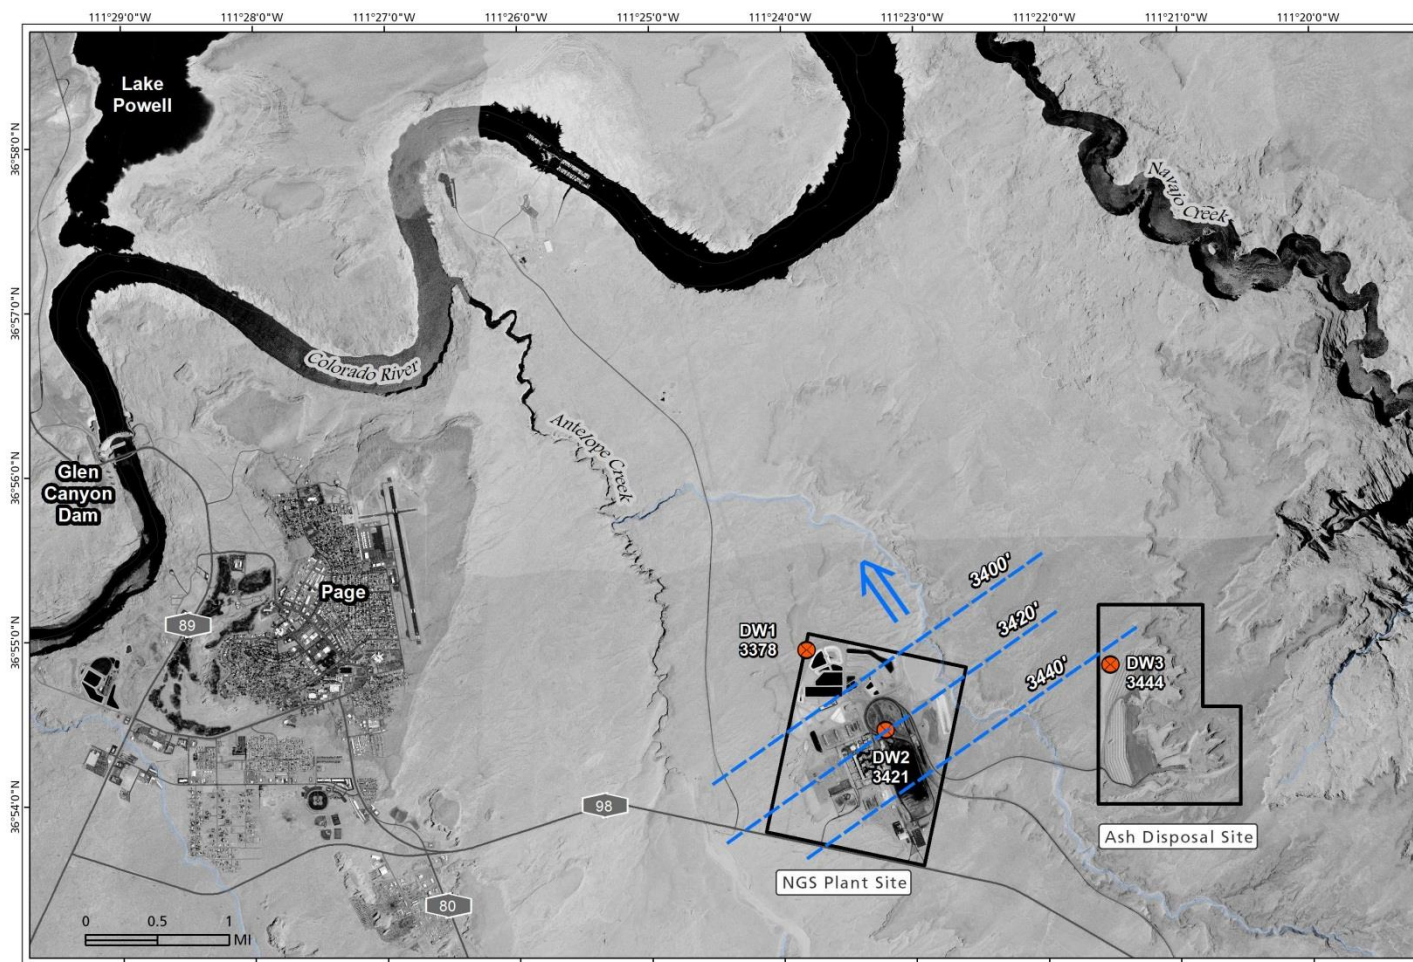 111°29'0"W
111°28'0"W
111°27'0"W
111°26'0"W
111°25'0"W
111°24'0"W
111°23'0"W
111°22'0"W
111°21'0"W
111°20'0"W
36°58'0"N
36°57'0"N
36°56'0"N
36°55'0"N
36°54'0"N
Lake
Powell
Navajo Creek
Colorado River
Antelope Creek
Glen
Canyon
Dam
Page
89
3400'
3420'
3440'
DW1
3378
DW2
3421
DW3
3444
98
80
Ash Disposal Site
NGS Plant Site
0 0.5 1
MI